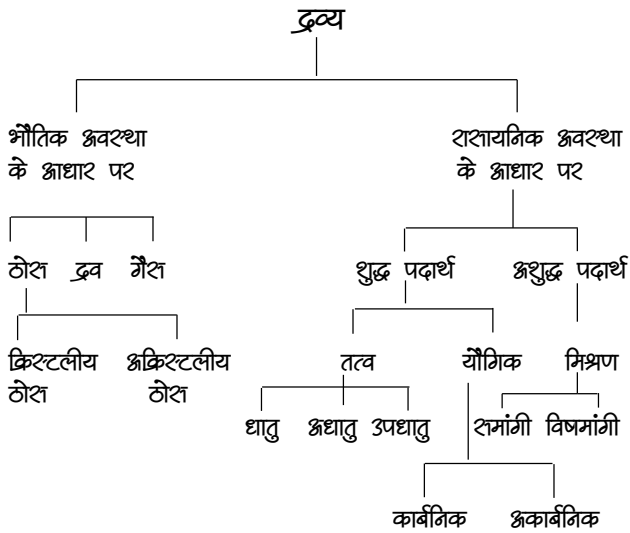 द्रव्य
भौतिक अवस्था
के आधार पर
रासायनिक अवस्था
के आधार पर
ठोस द्रव गैस
शुद्ध पदार्थ अशुद्ध पदार्थ
क्रिस्टलीय
ठोस
अक्रिस्टलीय
ठोस
तत्व यौगिक मिश्रण
धातु अधातु उपधातु
समांगी विषमांगी
कार्बनिक अकार्बनिक